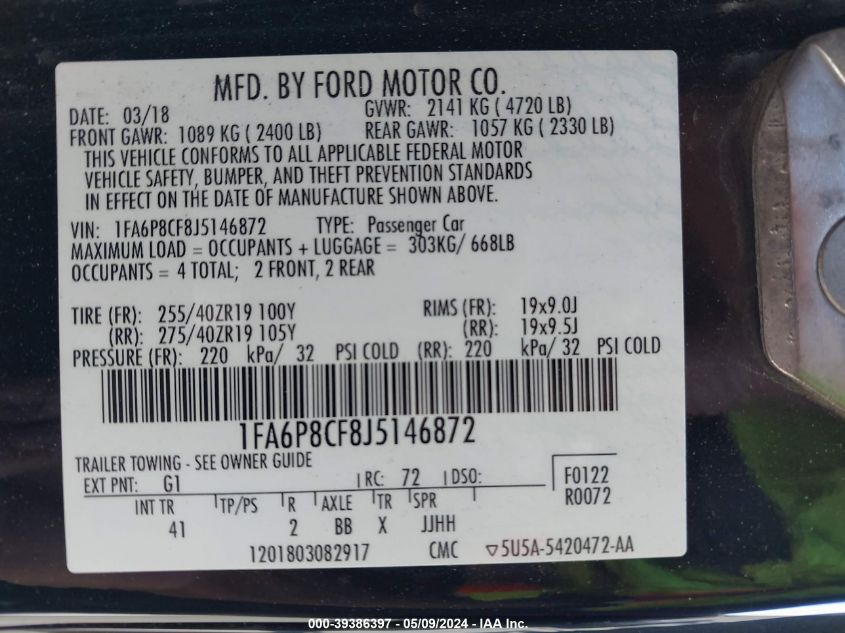 MFD. BY FORD MOTOR CO.
DATE: 03/18 GVWR: 2141 KG ( 4720 LB)
FRONT GAWR: 1089 KG ( 2400 LB) REAR GAWR: 1057 KG ( 2330 LB)
THIS VEHICLE CONFORMS TO ALL APPLICABLE FEDERAL MOTOR
VEHICLE SAFETY, BUMPER, AND THEFT PREVENTION STANDARDS
IN EFFECT ON THE DATE OF MANUFACTURE SHOWN ABOVE.
VIN: 1FA6P8CF8J5146872 TYPE: Passenger Car
MAXIMUM LOAD = OCCUPANTS + LUGGAGE = 303KG/ 668LB
OCCUPANTS = 4 TOTAL; 2 FRONT, 2 REAR
TIRE (FR): 255/40ZR19 100Y RIMS (FR): 19x9.0J
(RR): 275/40ZR19 105Y (RR): 19x9.5J
PRESSURE (FR): 220 kPa/ 32 PSI COLD (RR): 220 kPa/ 32 PSI COLD
1FA6P8CF8J5146872
TRAILER TOWING - SEE OWNER GUIDE
EXT PNT: G1 RC: 72 DSO: F0122
R0072
INT TR TP/PS R AXLE TR SPR
41 2 BB X JJHH
1201803082917 CMC ▽5U5A-5420472-AA
000-39386397 - 05/09/2024 - IAA Inc.